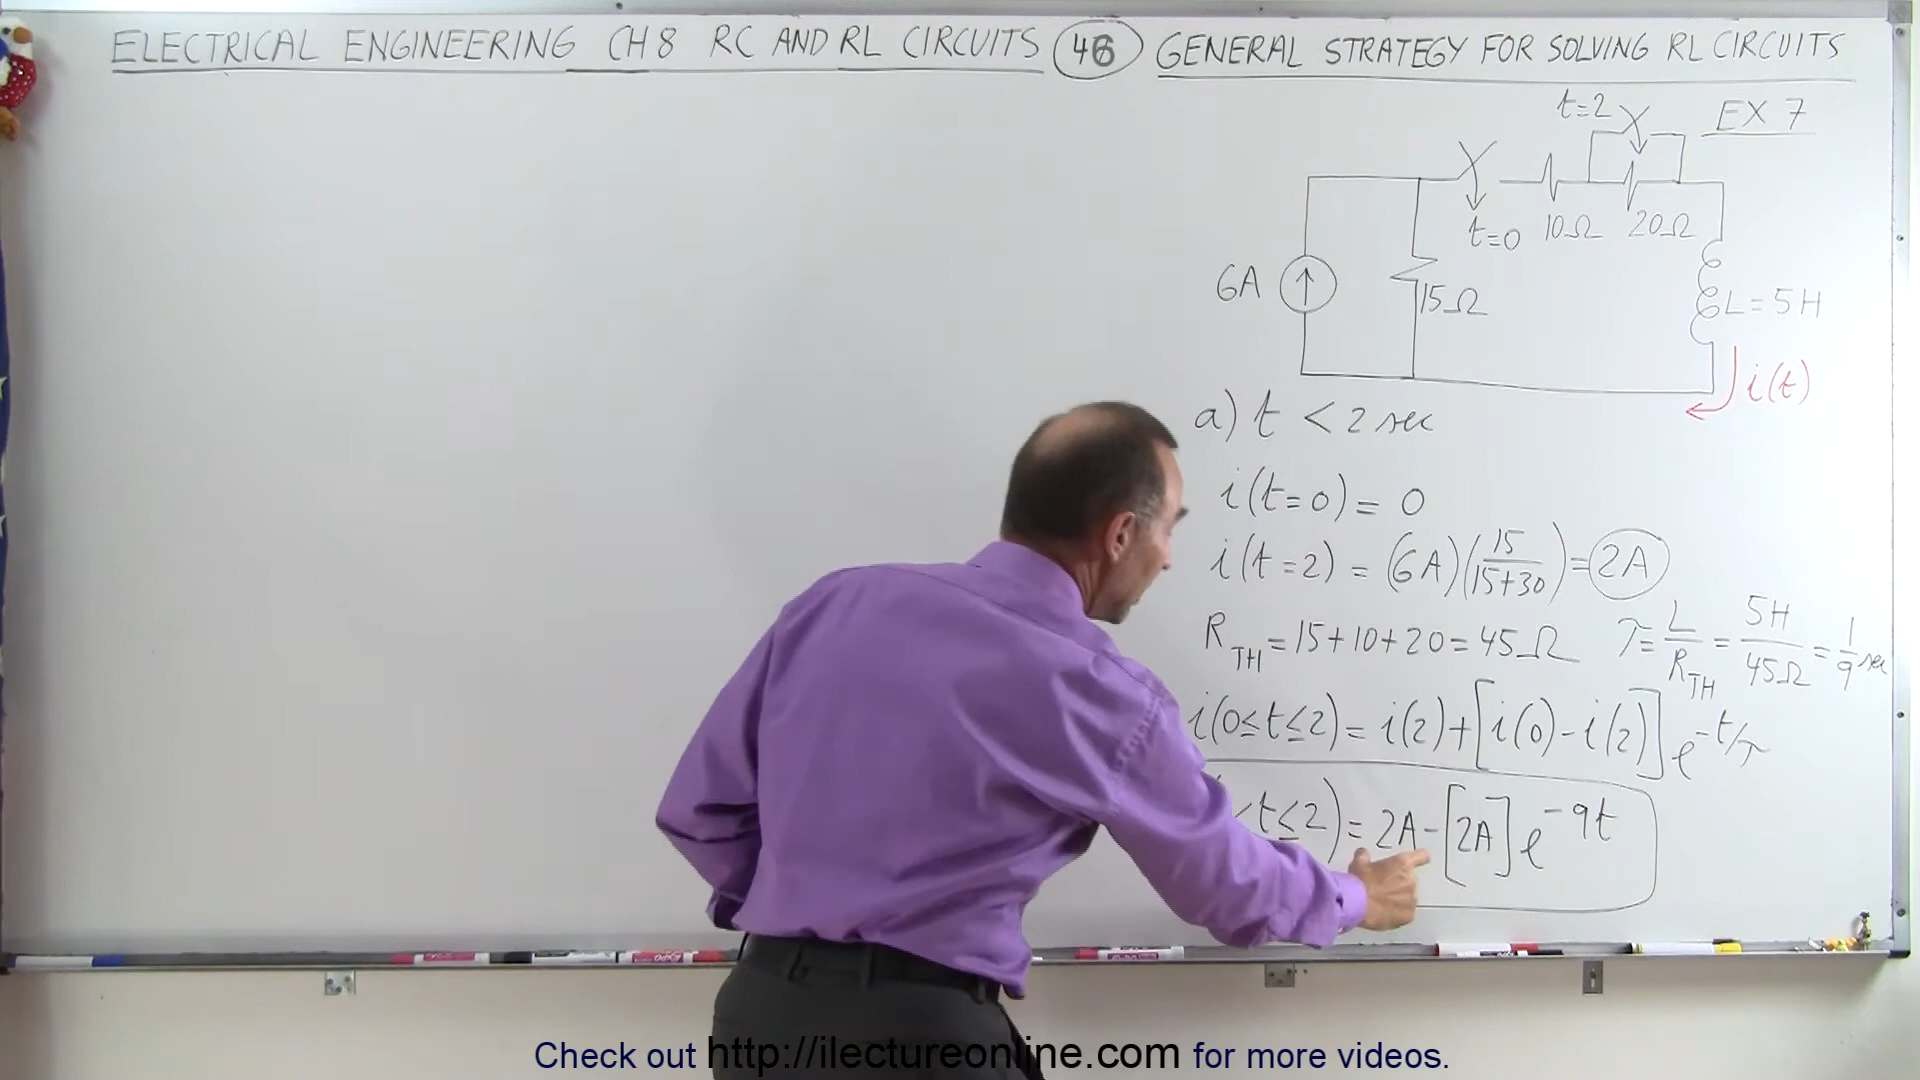 ELECTRICAL ENGINEERING CH 8 RC AND RL CIRCUITS 46 GENERAL STRATEGY FOR SOLVING RL CIRCUITS
t=2 EX 7
t=0 10Ω 20Ω
6A 15Ω L=5H
i(t)
a) t < 2 sec
i(t=0) = 0
i(t=2) = (6A)(15/(15+30)) = 2A
R_TH = 15+10+20 = 45Ω τ = L/R_TH = 5H/45Ω = 1/9 sec
i(0≤t≤2) = i(2)+[i(0)-i(2)] e^(-t/τ)
t≤2) = 2A-[2A] e^(-9t)
EXPO
Check out http://ilectureonline.com for more videos.